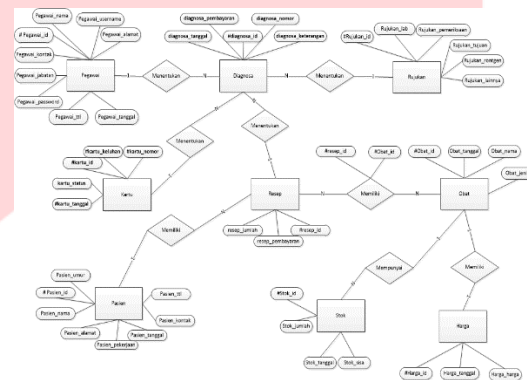 Pegawai_nama
Pegawai_username
#Pegawai_id
Pegawai_alamat
Pegawai_kontak
Pegawai_jabatan
Pegawai_password
Pegawai_ttl
Pegawai_tanggal
Pegawai
Menentukan
diagnosa_pembayaran
diagnosa_nomor
diagnosa_tanggal
#diagnosa_id
diagnosa_keterangan
Diagnosa
Menentukan
Rujukan_lab
Rujukan_pemeriksaan
#Rujukan_id
Rujukan_tujuan
Rujukan_rontgen
Rujukan_lainnya
Rujukan
#kartu_keluhan
#kartu_nomor
#kartu_id
kartu_status
#kartu_tanggal
Kartu
Menentukan
Menentukan
#resep_id
#Obat_id
#Obat_id
Obat_tanggal
Obat_nama
Resep
N
Memiliki
N
Obat
resep_jumlah
#resep_id
resep_pembayaran
Memiliki
Pasien_umur
#Pasien_id
Pasien_nama
Pasien_alamat
Pasien_pekerjaan
Pasien_tanggal
Pasien_kontak
Pasien_ttl
Pasien
Mempunyai
Memiliki
#Stok_id
Stok_jumlah
Stok
Stok_tanggal
Stok_sisa
Harga
#Harga_id
Harga_tanggal
Harga_harga